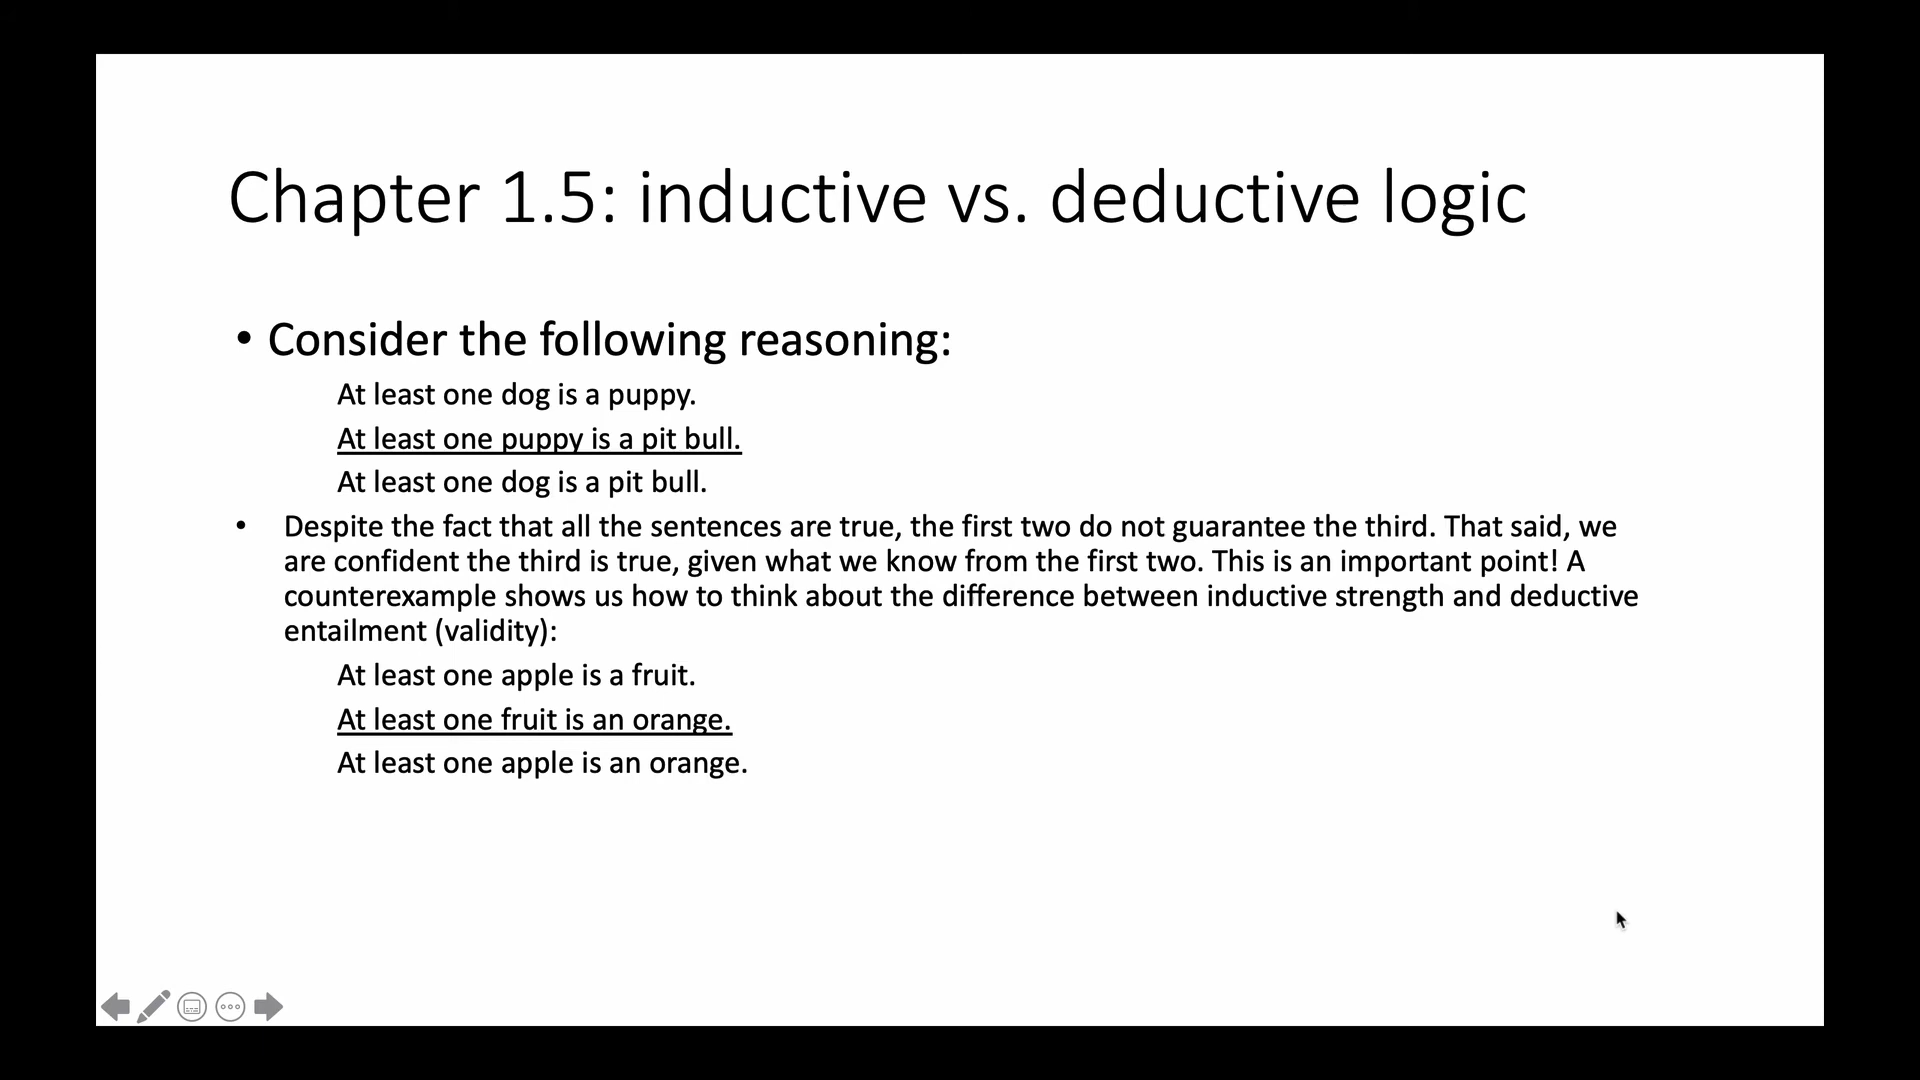 Chapter 1.5: inductive vs. deductive logic
• Consider the following reasoning:
At least one dog is a puppy.
At least one puppy is a pit bull.
At least one dog is a pit bull.
• Despite the fact that all the sentences are true, the first two do not guarantee the third. That said, we
are confident the third is true, given what we know from the first two. This is an important point! A
counterexample shows us how to think about the difference between inductive strength and deductive
entailment (validity):
At least one apple is a fruit.
At least one fruit is an orange.
At least one apple is an orange.